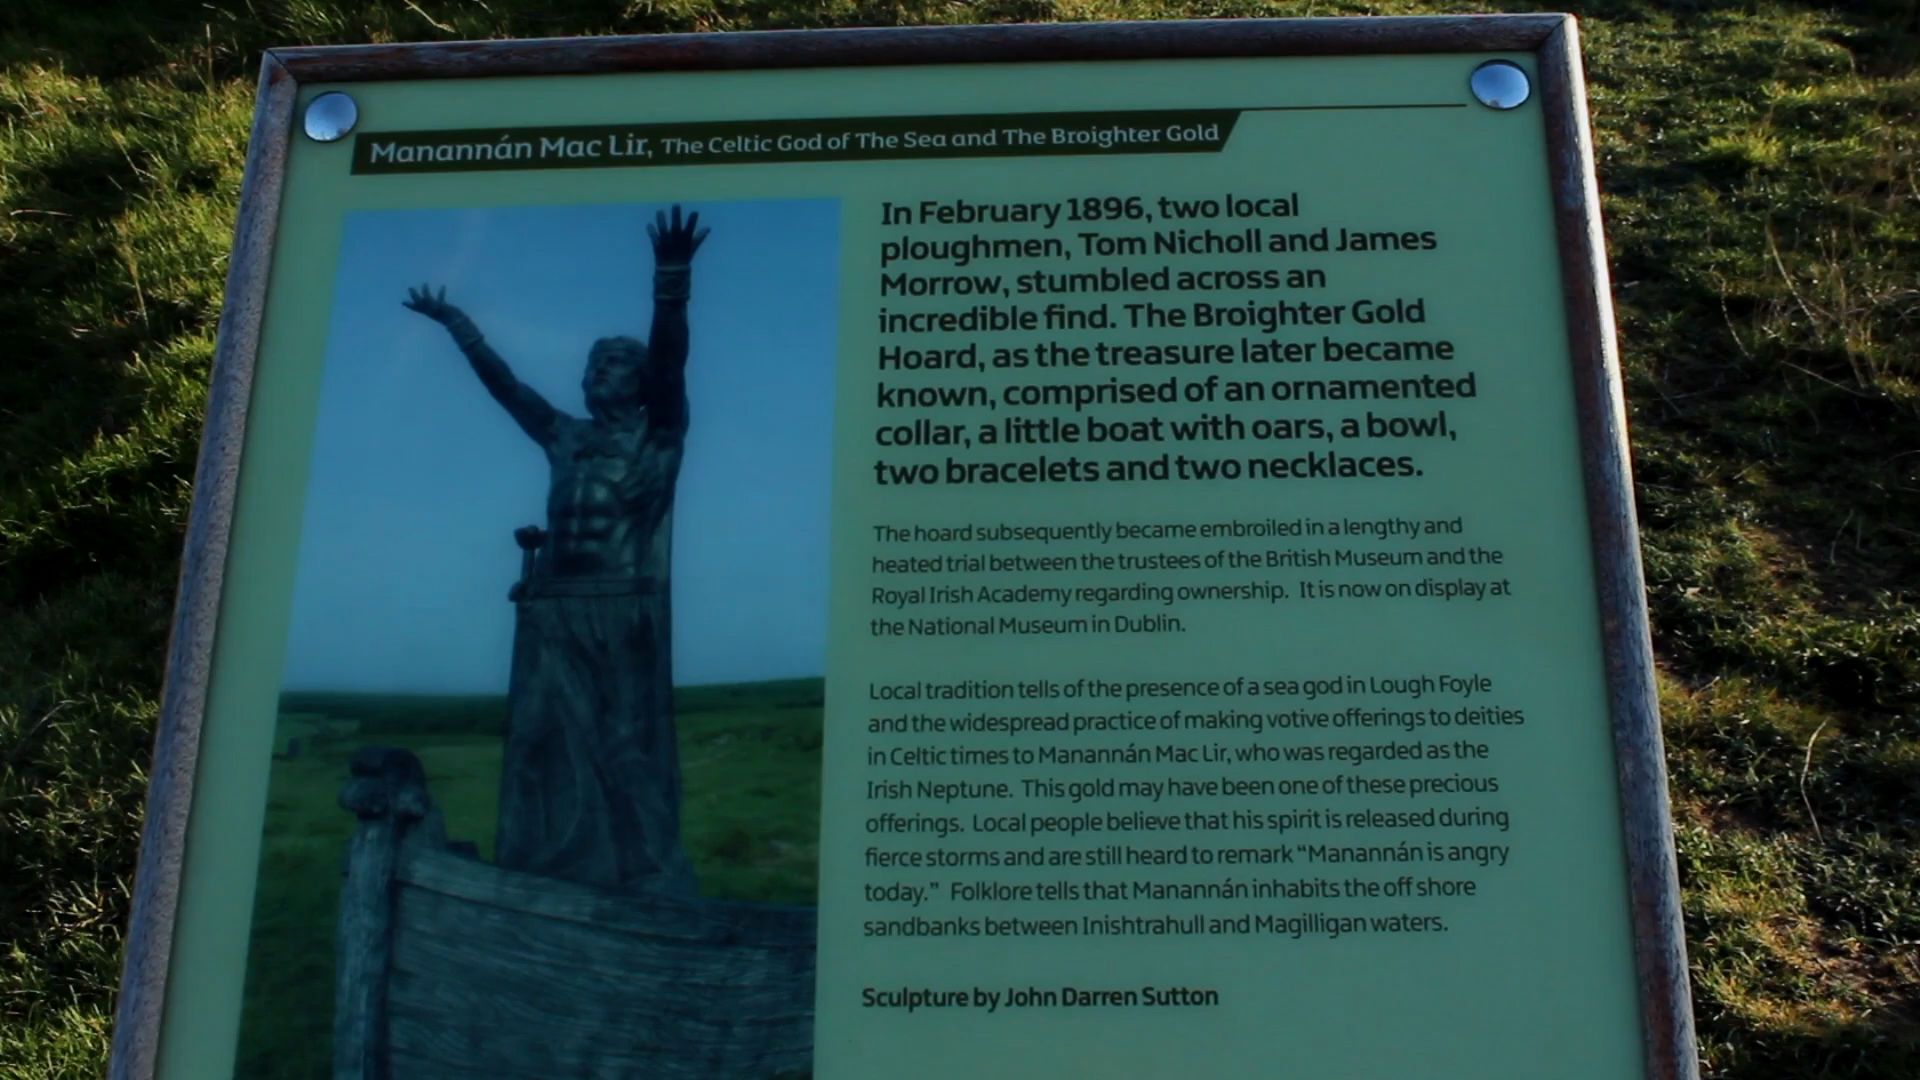 Manannán Mac Lir, The Celtic God of The Sea and The Broighter Gold
In February 1896, two local
ploughmen, Tom Nicholl and James
Morrow, stumbled across an
incredible find. The Broighter Gold
Hoard, as the treasure later became
known, comprised of an ornamented
collar, a little boat with oars, a bowl,
two bracelets and two necklaces.
The hoard subsequently became embroiled in a lengthy and
heated trial between the trustees of the British Museum and the
Royal Irish Academy regarding ownership. It is now on display at
the National Museum in Dublin.
Local tradition tells of the presence of a sea god in Lough Foyle
and the widespread practice of making votive offerings to deities
in Celtic times to Manannán Mac Lir, who was regarded as the
Irish Neptune. This gold may have been one of these precious
offerings. Local people believe that his spirit is released during
fierce storms and are still heard to remark “Manannán is angry
today.” Folklore tells that Manannán inhabits the off shore
sandbanks between Inishtrahull and Magilligan waters.
Sculpture by John Darren Sutton